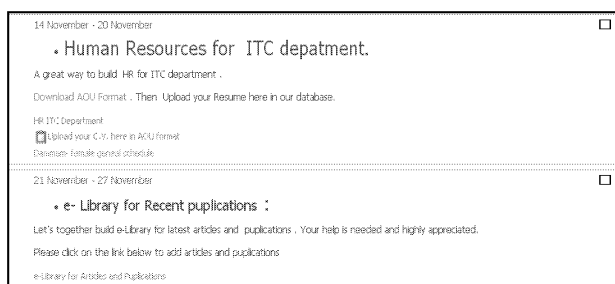 14 November - 20 November
• Human Resources for ITC depatment.
A great way to build HR for ITC department .
Download AOU Format . Then Upload your Resume here in our database.
HR ITC Department
Upload your C.V. here in AOU format
Dammam- female general schedule
21 November - 27 November
• e- Library for Recent puplications :
Let's together build e-Library for latest articles and puplications . Your help is needed and highly appreciated.
Please click on the link below to add articles and puplications
e-Library for Articles and Puplications